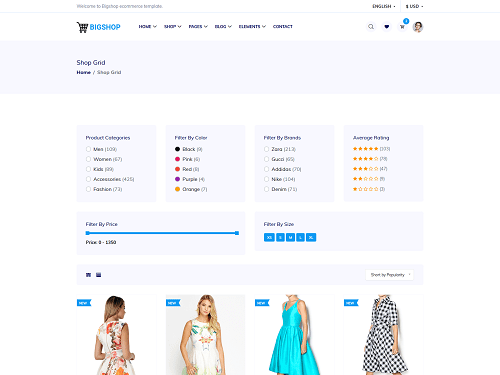 Welcome to Bigshop ecommerce template.
ENGLISH
$ USD
BIGSHOP
HOME
SHOP
PAGES
BLOG
ELEMENTS
CONTACT
Shop Grid
Home / Shop Grid
Product Categories
Men (109)
Women (67)
Kids (89)
Accessories (425)
Fashion (73)
Filter By Color
Black (9)
Pink (6)
Red (8)
Purple (4)
Orange (7)
Filter By Brands
Zara (213)
Gucci (65)
Addidas (70)
Nike (104)
Denim (71)
Average Rating
(103)
(78)
(47)
(9)
(3)
Filter By Price
Price: 0 - 1350
Filter By Size
XS
S
M
L
XL
Short by Popularity
NEW
NEW
NEW
NEW